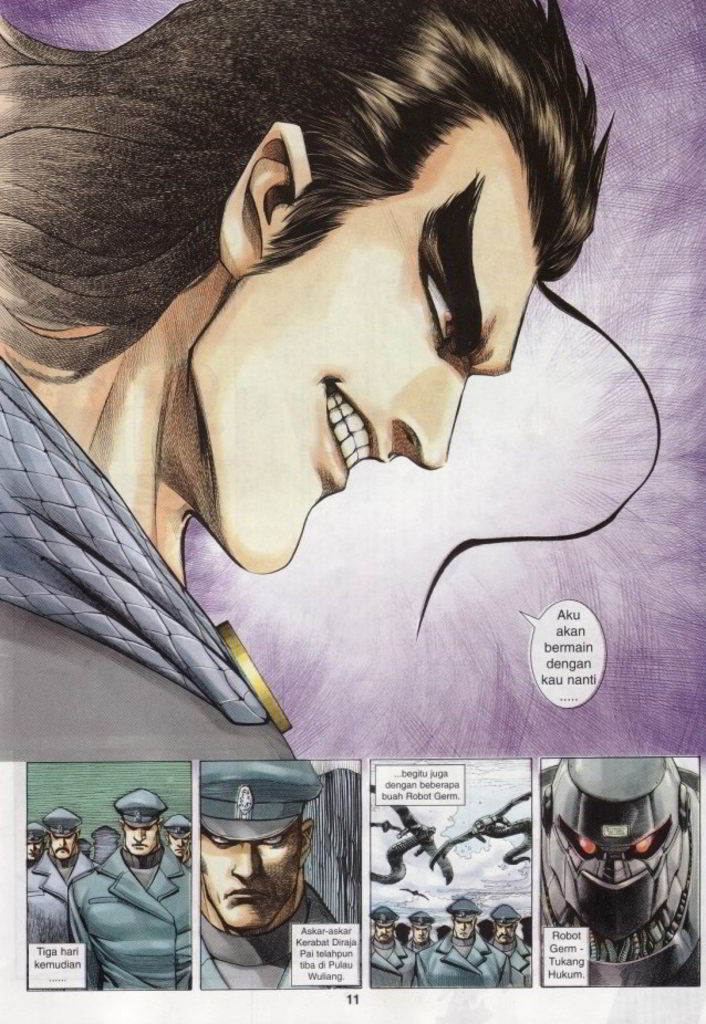 Aku
akan
bermain
dengan
kau nanti
.....
Tiga hari
kemudian
......
Askar-askar
Kerabat Diraja
Pai telahpun
tiba di Pulau
Wuliang.
...begitu juga
dengan beberapa
buah Robot Germ.
Robot
Germ -
Tukang
Hukum.
11